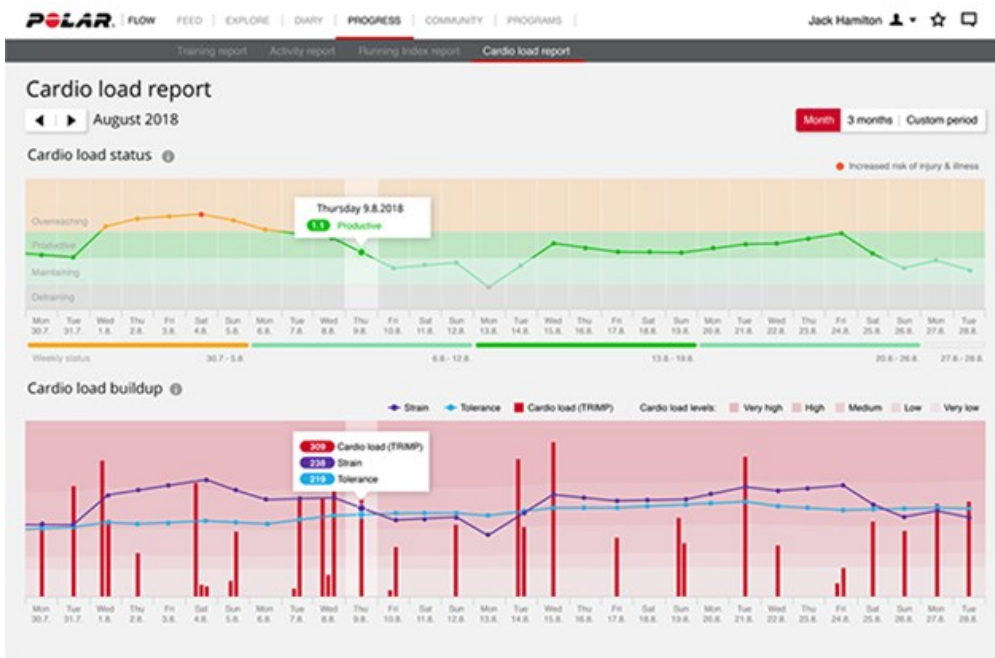 POLAR. FLOW FEED EXPLORE DIARY PROGRESS COMMUNITY PROGRAMS Jack Hamilton
Training report Activity report Running Index report Cardio load report
Cardio load report
August 2018 Month 3 months Custom period
Cardio load status
Increased risk of injury & illness
Thursday 9.8.2018
1.1 Productive
Overreaching
Productive
Maintaining
Detraining
Mon Tue Wed Thu Fri Sat Sun Mon Tue Wed Thu Fri Sat Sun Mon Tue Wed Thu Fri Sat Sun Mon Tue Wed Thu Fri Sat Sun Mon Tue
30.7. 31.7. 1.8. 2.8. 3.8. 4.8. 5.8. 6.8. 7.8. 8.8. 9.8. 10.8. 11.8. 12.8. 13.8. 14.8. 15.8. 16.8. 17.8. 18.8. 19.8. 20.8. 21.8. 22.8. 23.8. 24.8. 25.8. 26.8. 27.8. 28.8.
Weekly status 30.7.- 5.8. 6.8.- 12.8. 13.8.- 19.8. 20.8.- 26.8. 27.8.- 28.8.
Cardio load buildup
Strain Tolerance Cardio load (TRIMP) Cardio load levels: Very high High Medium Low Very low
309 Cardio load (TRIMP)
238 Strain
219 Tolerance
Mon Tue Wed Thu Fri Sat Sun Mon Tue Wed Thu Fri Sat Sun Mon Tue Wed Thu Fri Sat Sun Mon Tue Wed Thu Fri Sat Sun Mon Tue
30.7. 31.7. 1.8. 2.8. 3.8. 4.8. 5.8. 6.8. 7.8. 8.8. 9.8. 10.8. 11.8. 12.8. 13.8. 14.8. 15.8. 16.8. 17.8. 18.8. 19.8. 20.8. 21.8. 22.8. 23.8. 24.8. 25.8. 26.8. 27.8. 28.8.